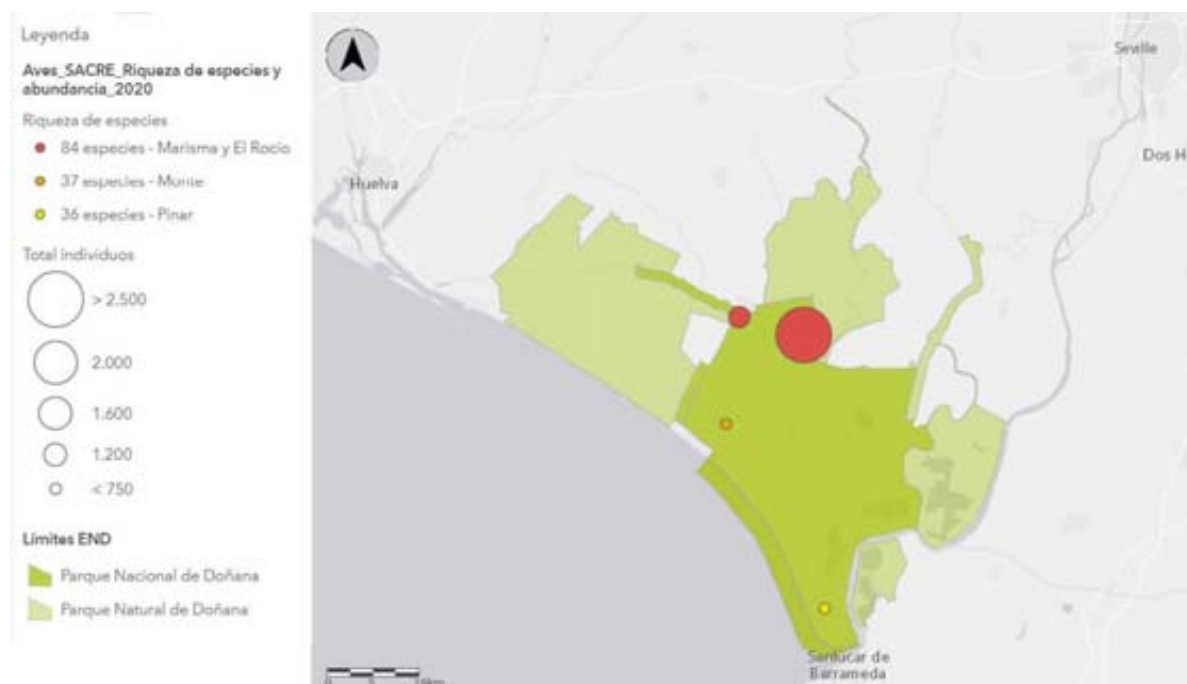 Leyenda
Aves_SACRE_Riqueza de especies y
abundancia_2020
Riqueza de especies
84 especies - Marisma y El Rocío
37 especies - Monte
36 especies - Pinar
Total individuos
> 2.500
2.000
1.600
1.200
< 750
Límites END
Parque Nacional de Doñana
Parque Natural de Doñana
Seville
Dos H
Huelva
Sanlúcar de
Barrameda